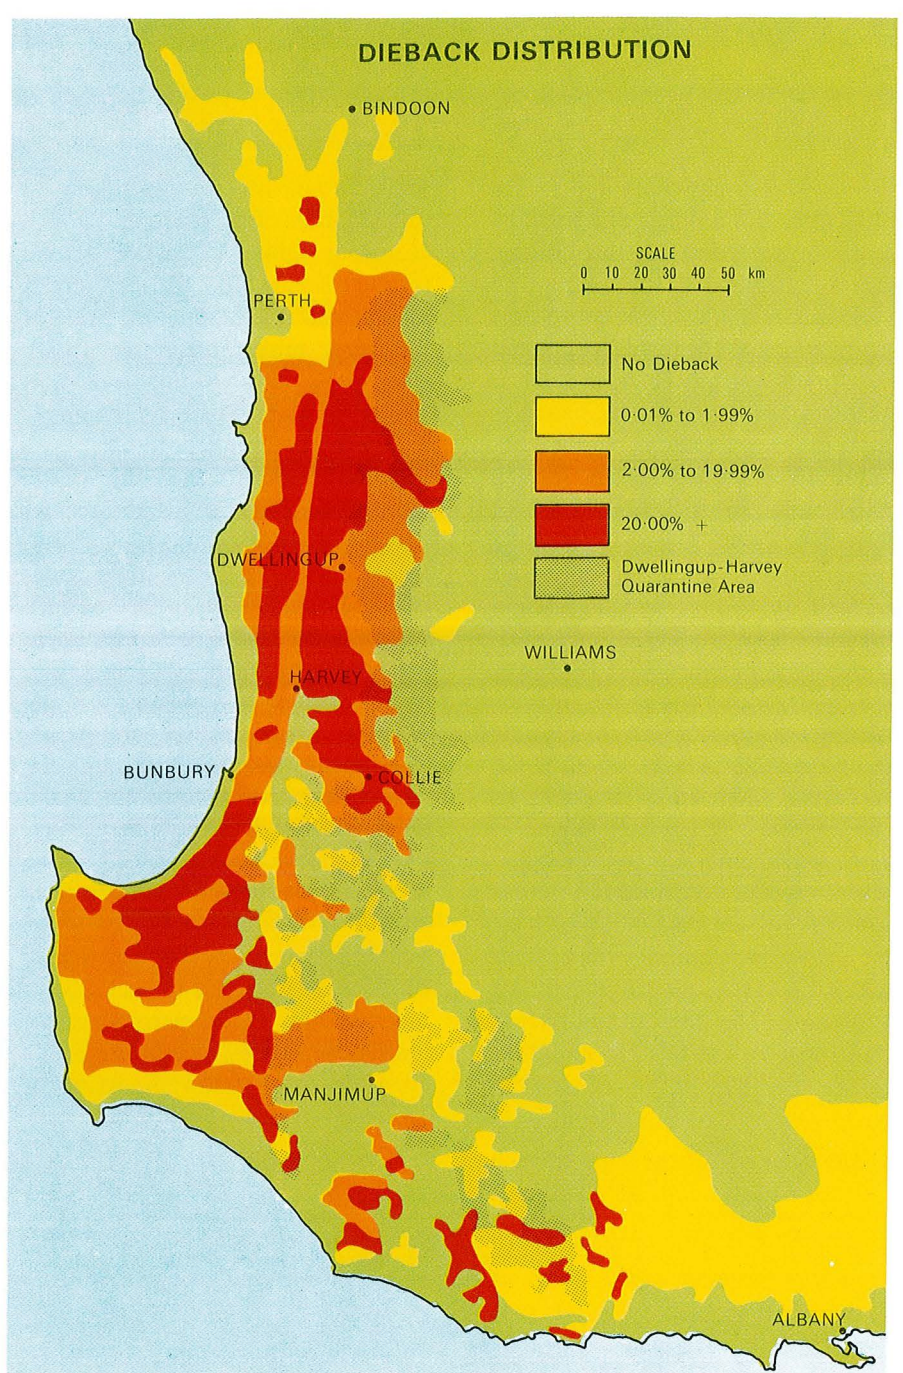 DIEBACK DISTRIBUTION
BINDOON
SCALE
0 10 20 30 40 50 km
PERTH
No Dieback
0·01% to 1·99%
2·00% to 19·99%
20·00% +
DWELLINGUP
Dwellingup-Harvey
Quarantine Area
WILLIAMS
HARVEY
BUNBURY
COLLIE
MANJIMUP
ALBANY